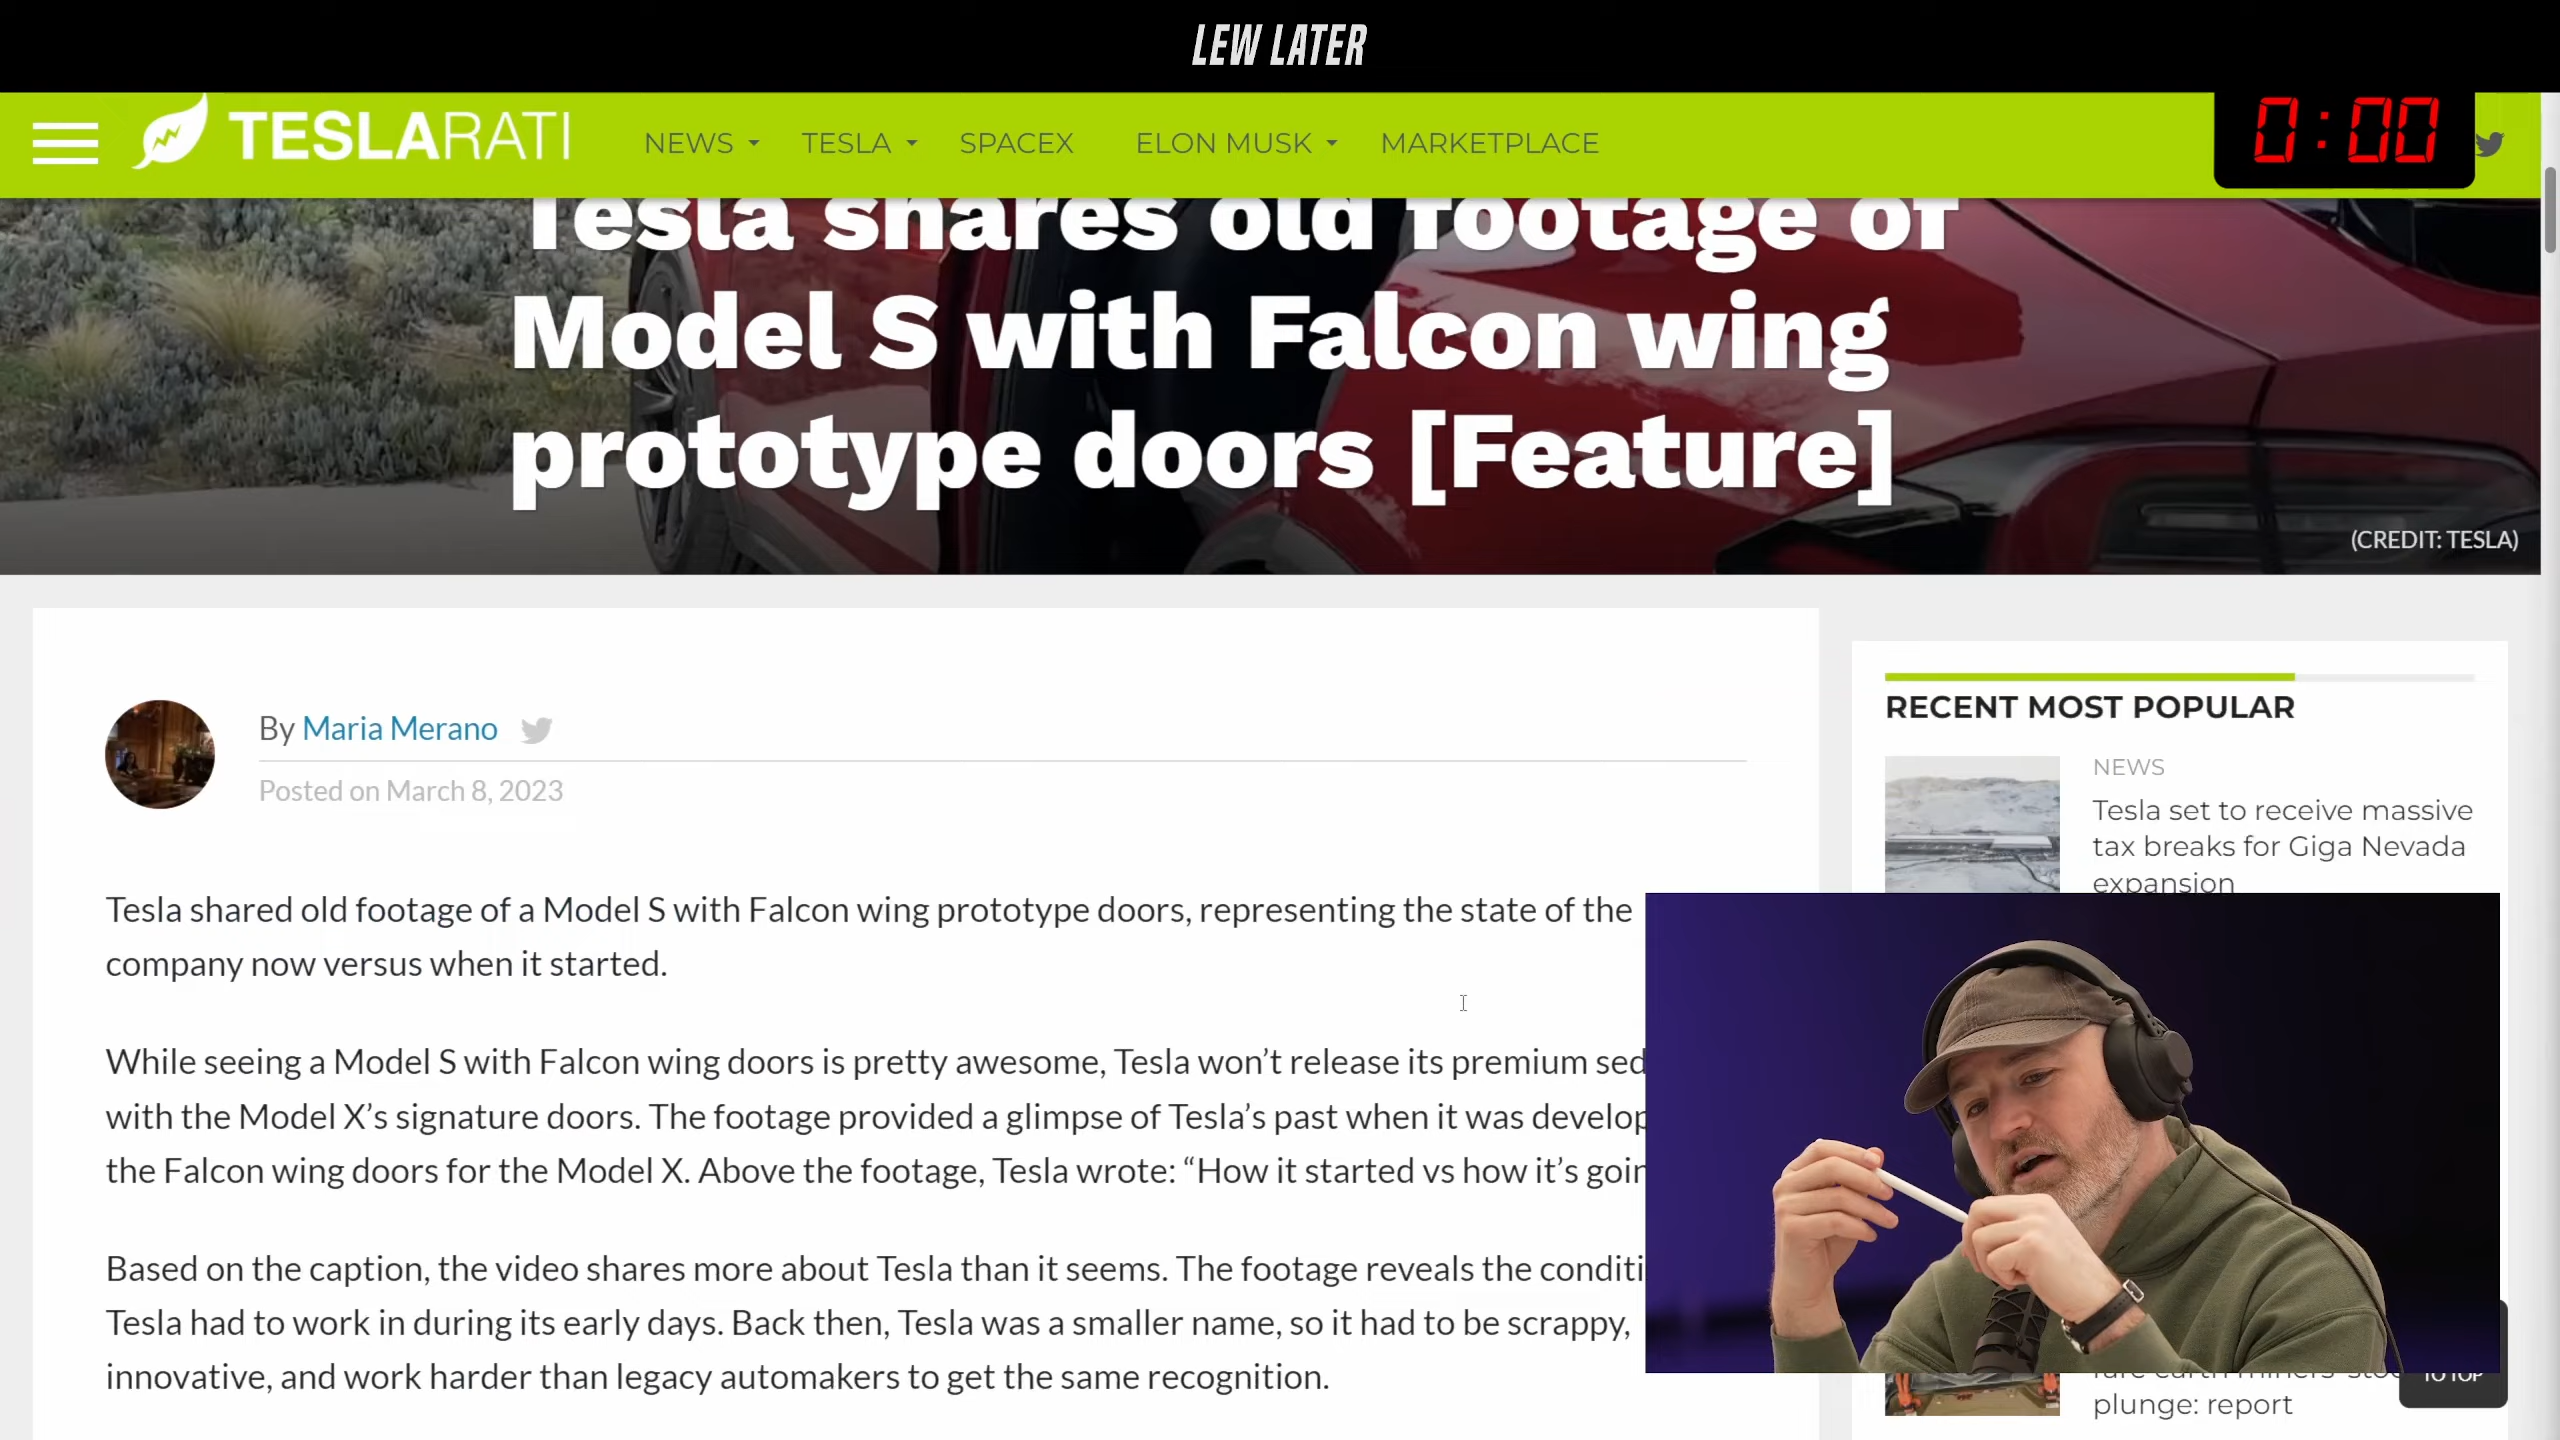 LEW LATER
TESLARATI
NEWS TESLA SPACEX ELON MUSK MARKETPLACE
0:00
Tesla shares old footage of
Model S with Falcon wing
prototype doors [Feature]
(CREDIT: TESLA)
By Maria Merano
Posted on March 8, 2023
Tesla shared old footage of a Model S with Falcon wing prototype doors, representing the state of the
company now versus when it started.
While seeing a Model S with Falcon wing doors is pretty awesome, Tesla won’t release its premium sed
with the Model X’s signature doors. The footage provided a glimpse of Tesla’s past when it was develop
the Falcon wing doors for the Model X. Above the footage, Tesla wrote: “How it started vs how it’s goin
Based on the caption, the video shares more about Tesla than it seems. The footage reveals the conditi
Tesla had to work in during its early days. Back then, Tesla was a smaller name, so it had to be scrappy,
innovative, and work harder than legacy automakers to get the same recognition.
RECENT MOST POPULAR
NEWS
Tesla set to receive massive
tax breaks for Giga Nevada
expansion
rare earth miners’
plunge: report
TO TOP